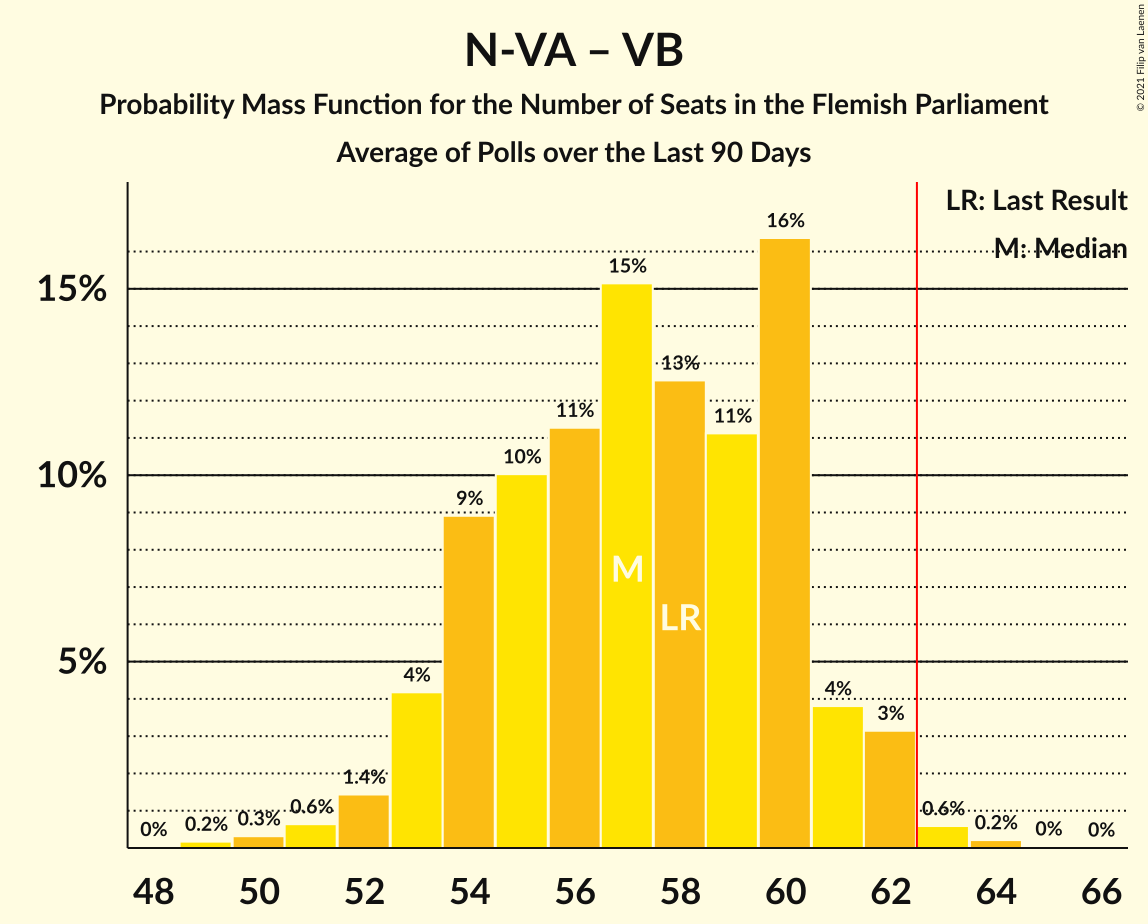 N-VA – VB
Probability Mass Function for the Number of Seats in the Flemish Parliament
Average of Polls over the Last 90 Days
© 2021 Filip van Laenen
LR: Last Result
M: Median
15%
10%
5%
0%
0.2%
0.3%
0.6%
1.4%
4%
9%
10%
11%
15%
13%
11%
16%
4%
3%
0.6%
0.2%
0%
0%
M
LR
48 50 52 54 56 58 60 62 64 66